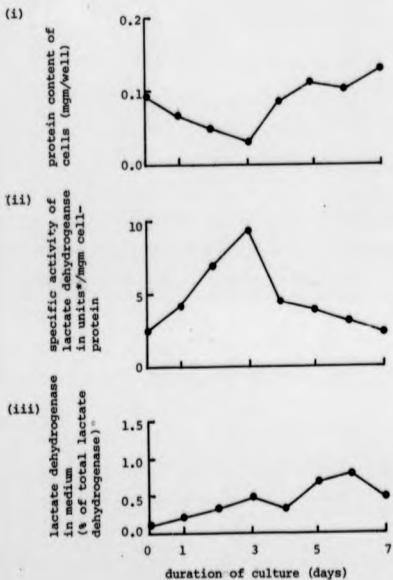 (i)
protein content of
cells (mgm/well)
0.2
0.1
0.0
(ii)
specific activity of
lactate dehydrogeanse
in units*/mgm cell-
protein
10
5
0
(iii)
lactate dehydrogenase
in medium
(% of total lactate
dehydrogenase)
1.5
1.0
0.5
0
0 1 3 5 7
duration of culture (days)